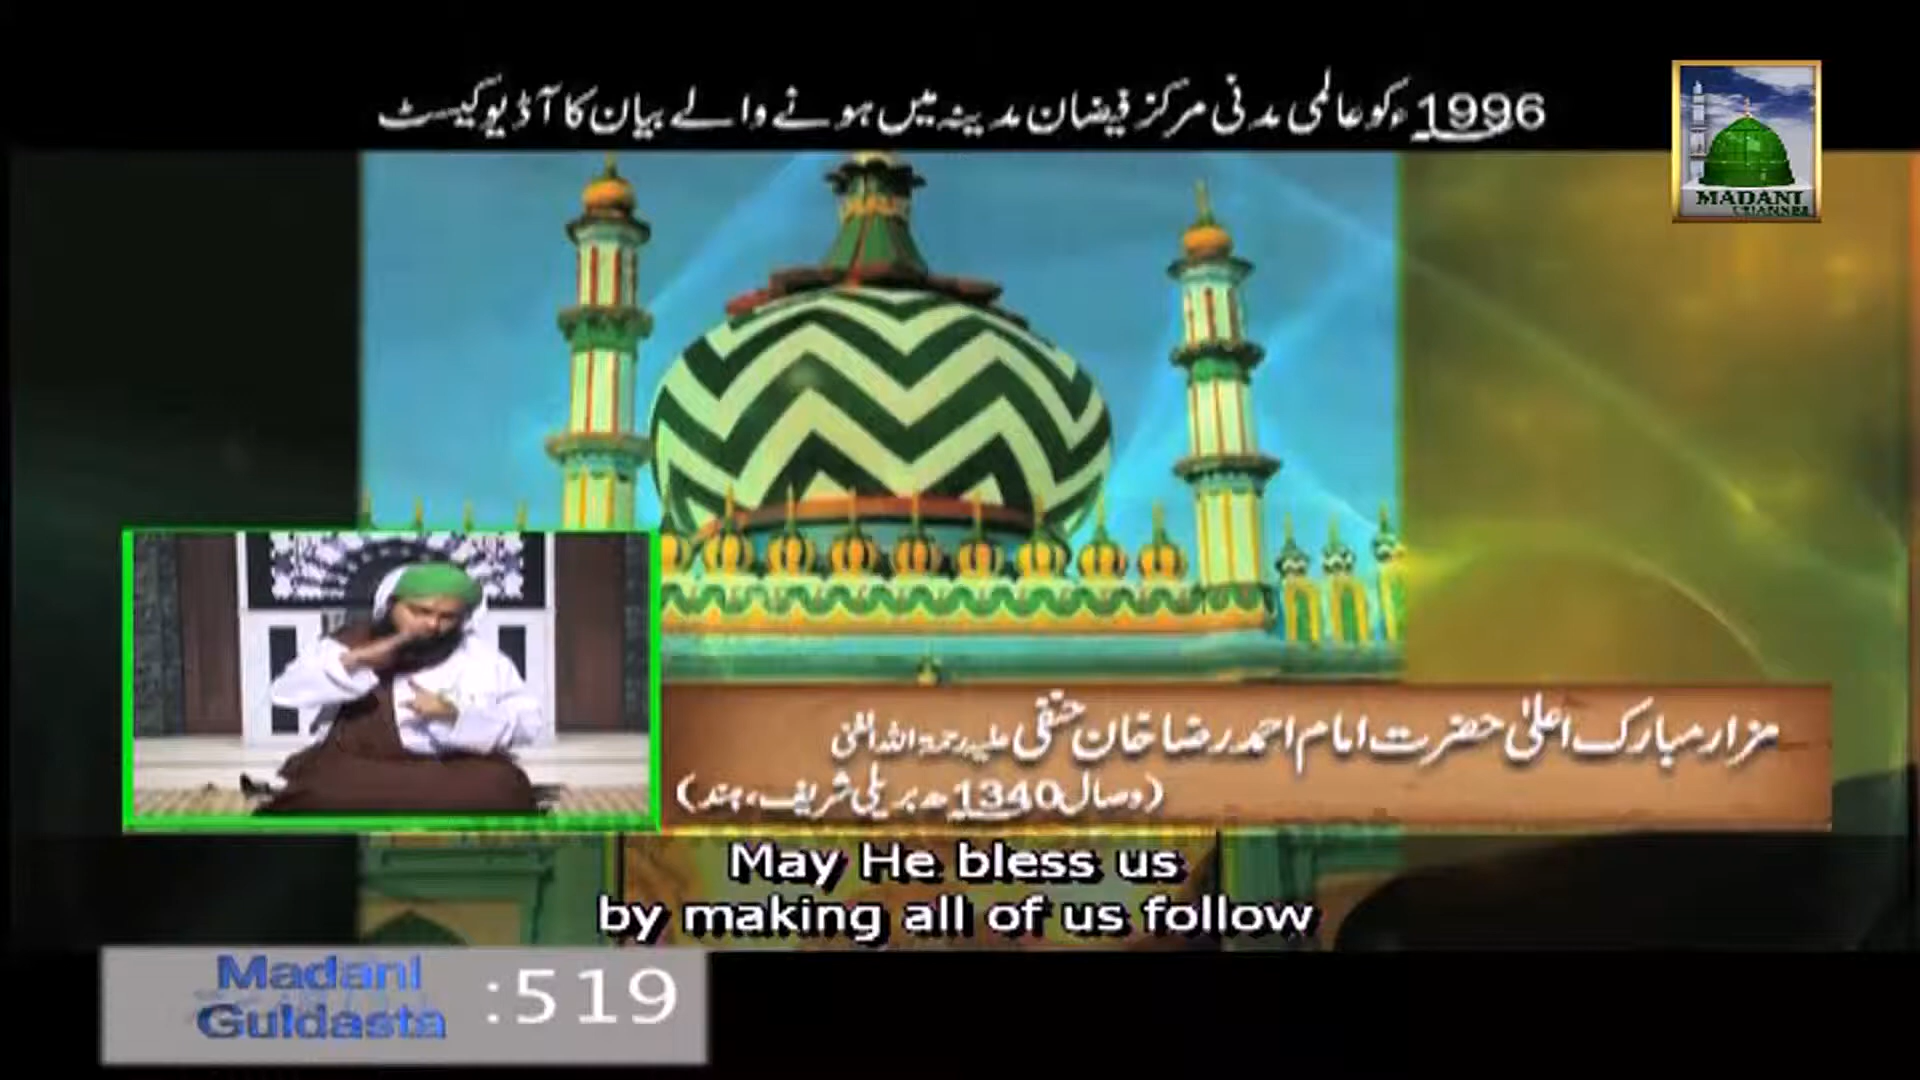 1996ء کو عالمی مدنی مرکز فیضان مدینہ میں ہونے والے بیان کا آڈیو کیسٹ
MADANI
CHANNEL
مزار مبارک اعلیٰ حضرت امام احمد رضا خان حنفی علیہ رحمۃ اللہ الغنی
(وصال 1340ھ بریلی شریف، ہند)
May He bless us
by making all of us follow
Madani
Guldasta
:519